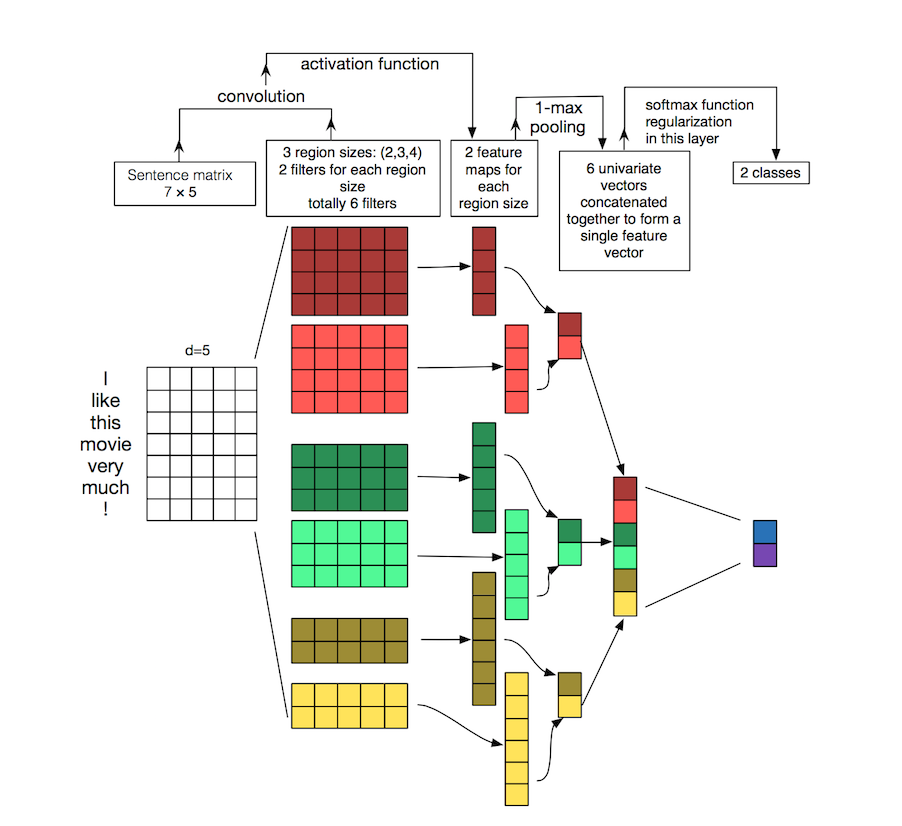 activation function
convolution
1-max
pooling
softmax function
regularization
in this layer
Sentence matrix
7 × 5
3 region sizes: (2,3,4)
2 filters for each region
size
totally 6 filters
2 feature
maps for
each
region size
6 univariate
vectors
concatenated
together to form a
single feature
vector
2 classes
d=5
I
like
this
movie
very
much
!